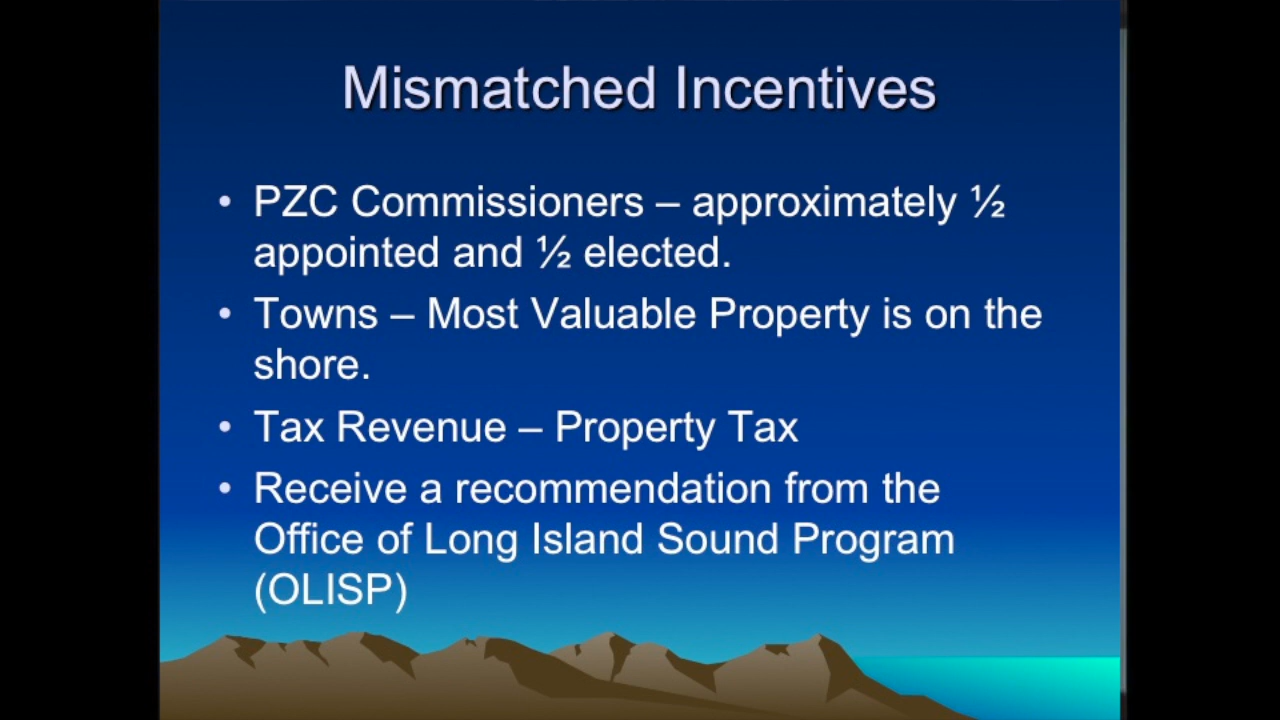 Mismatched Incentives
• PZC Commissioners – approximately ½
appointed and ½ elected.
• Towns – Most Valuable Property is on the
shore.
• Tax Revenue – Property Tax
• Receive a recommendation from the
Office of Long Island Sound Program
(OLISP)